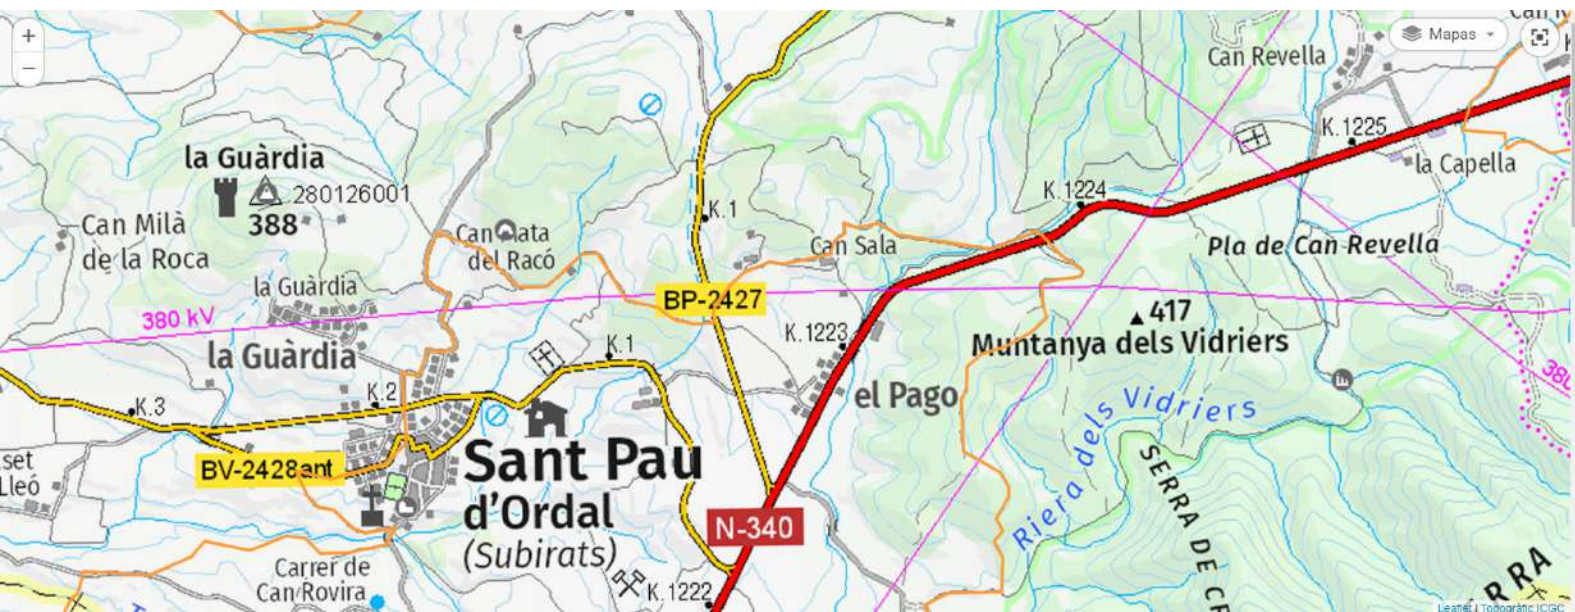 +
−
Mapas
Can Revella
K.1225
la Capella
la Guàrdia
280126001
388
K.1224
K.1
Can Milà
de la Roca
Can Mata
del Racó
Can Sala
Pla de Can Revella
la Guàrdia
BP-2427
380 kV
417
Muntanya dels Vidriers
K.1223
K.1
la Guàrdia
el Pago
K.2
K.3
Riera dels Vidriers
BV-2428ant
Sant Pau
d'Ordal
(Subirats)
Lleó
SERRA DE
N-340
Carrer de
Can Rovira
K.1222
Leaflet | Topogràfic ICGC